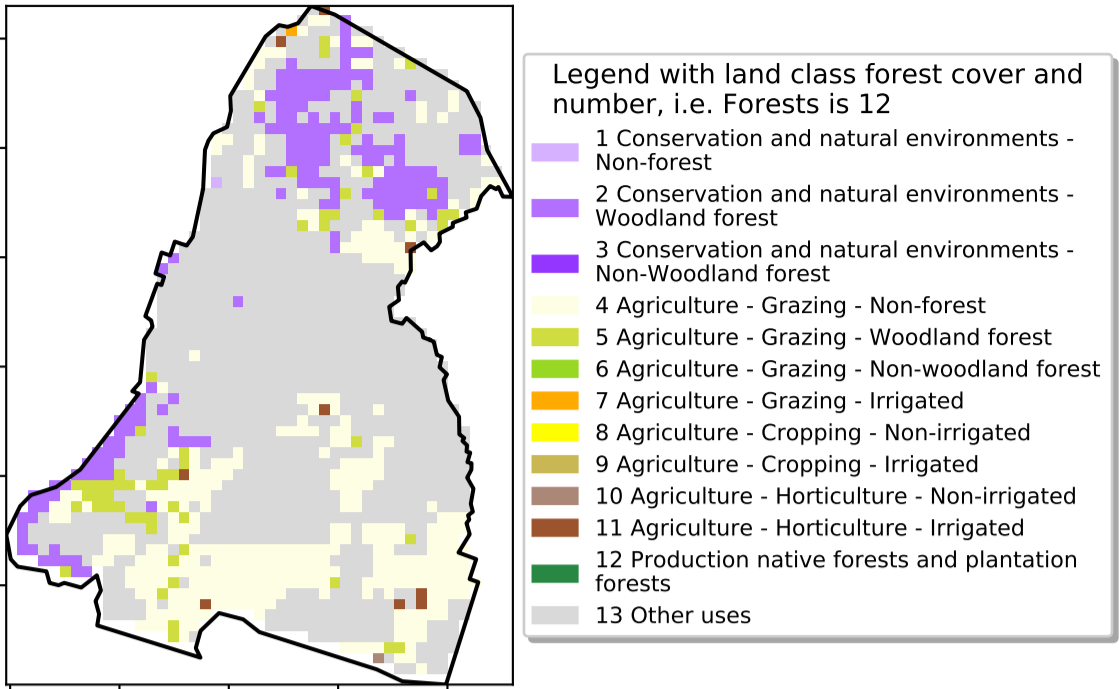 Legend with land class forest cover and
number, i.e. Forests is 12
1 Conservation and natural environments -
Non-forest
2 Conservation and natural environments -
Woodland forest
3 Conservation and natural environments -
Non-Woodland forest
4 Agriculture - Grazing - Non-forest
5 Agriculture - Grazing - Woodland forest
6 Agriculture - Grazing - Non-woodland forest
7 Agriculture - Grazing - Irrigated
8 Agriculture - Cropping - Non-irrigated
9 Agriculture - Cropping - Irrigated
10 Agriculture - Horticulture - Non-irrigated
11 Agriculture - Horticulture - Irrigated
12 Production native forests and plantation
forests
13 Other uses